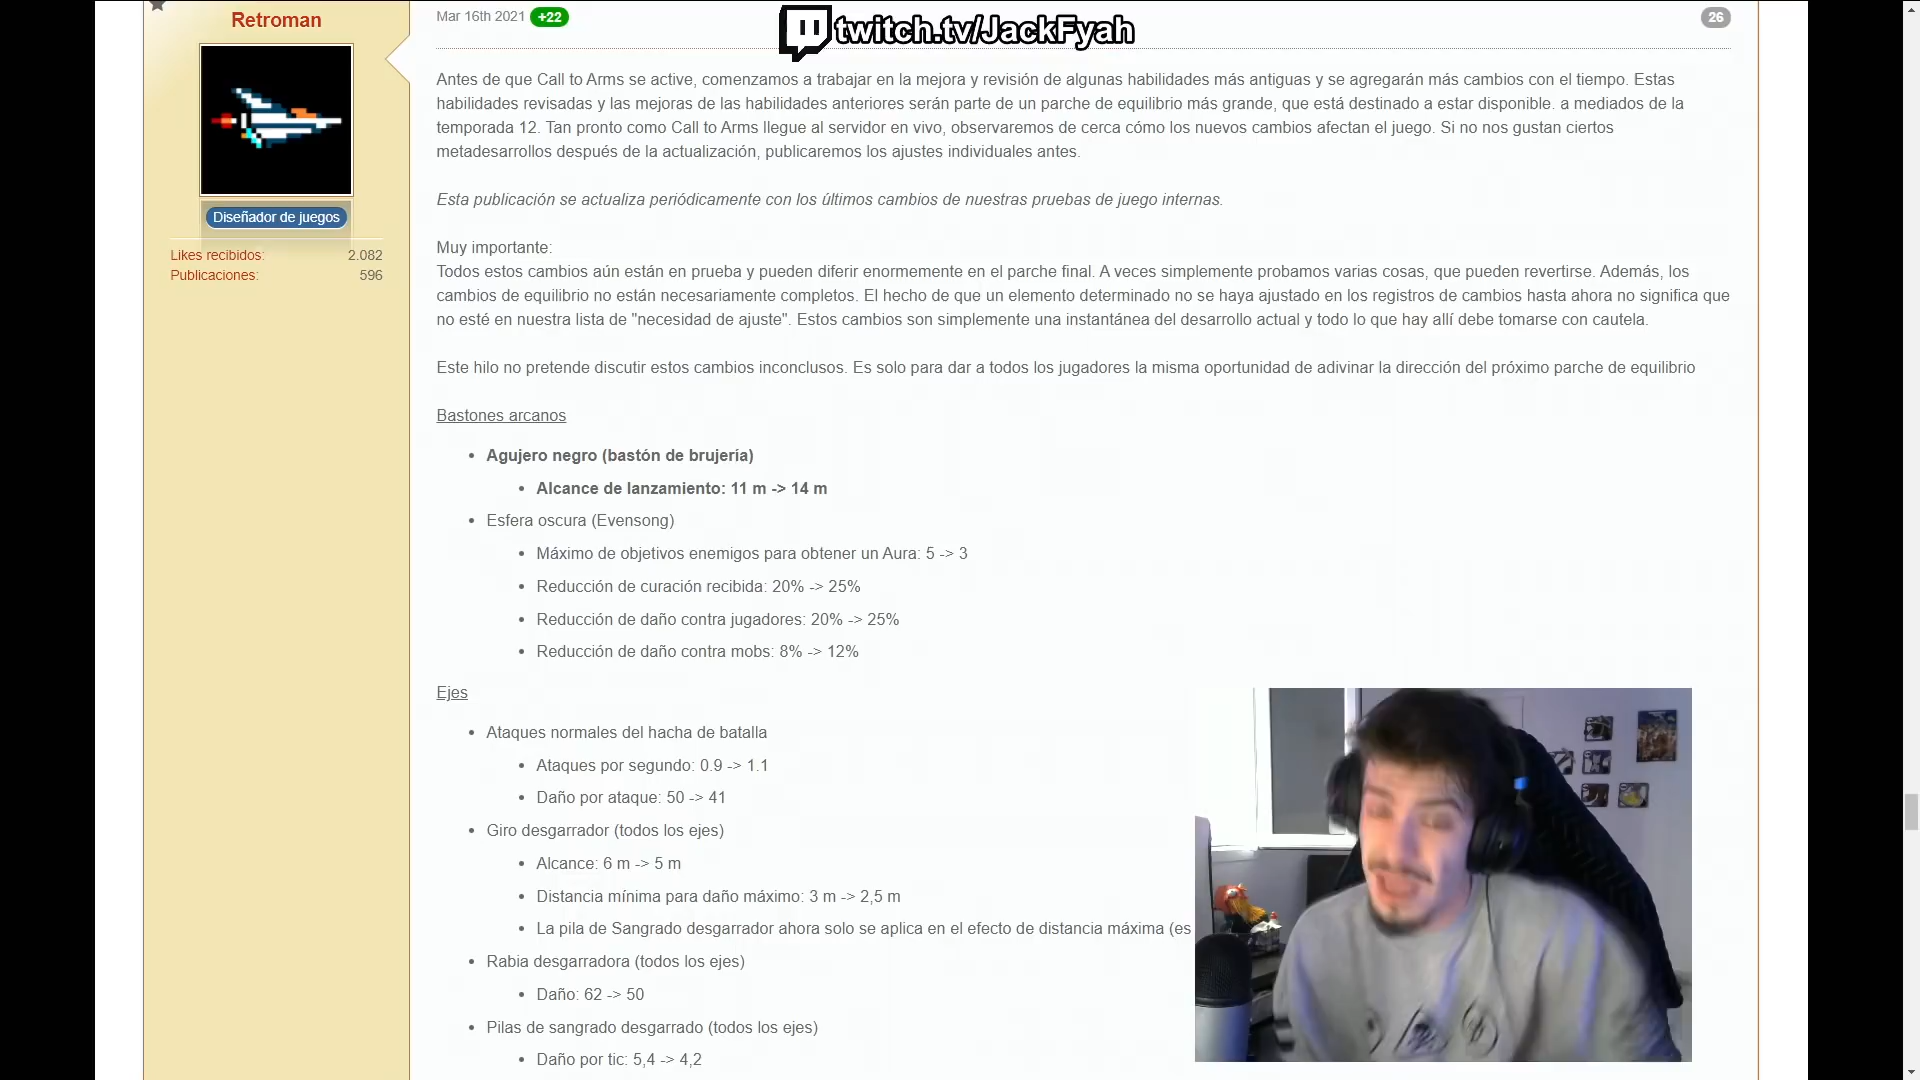 Retroman
Diseñador de juegos
Likes recibidos: 2.082
Publicaciones: 596
Mar 16th 2021 +22
twitch.tv/JackFyah
26
Antes de que Call to Arms se active, comenzamos a trabajar en la mejora y revisión de algunas habilidades más antiguas y se agregarán más cambios con el tiempo. Estas
habilidades revisadas y las mejoras de las habilidades anteriores serán parte de un parche de equilibrio más grande, que está destinado a estar disponible. a mediados de la
temporada 12. Tan pronto como Call to Arms llegue al servidor en vivo, observaremos de cerca cómo los nuevos cambios afectan el juego. Si no nos gustan ciertos
metadesarrollos después de la actualización, publicaremos los ajustes individuales antes.
Esta publicación se actualiza periódicamente con los últimos cambios de nuestras pruebas de juego internas.
Muy importante:
Todos estos cambios aún están en prueba y pueden diferir enormemente en el parche final. A veces simplemente probamos varias cosas, que pueden revertirse. Además, los
cambios de equilibrio no están necesariamente completos. El hecho de que un elemento determinado no se haya ajustado en los registros de cambios hasta ahora no significa que
no esté en nuestra lista de "necesidad de ajuste". Estos cambios son simplemente una instantánea del desarrollo actual y todo lo que hay allí debe tomarse con cautela.
Este hilo no pretende discutir estos cambios inconclusos. Es solo para dar a todos los jugadores la misma oportunidad de adivinar la dirección del próximo parche de equilibrio
Bastones arcanos
• Agujero negro (bastón de brujería)
• Alcance de lanzamiento: 11 m -> 14 m
• Esfera oscura (Evensong)
• Máximo de objetivos enemigos para obtener un Aura: 5 -> 3
• Reducción de curación recibida: 20% -> 25%
• Reducción de daño contra jugadores: 20% -> 25%
• Reducción de daño contra mobs: 8% -> 12%
Ejes
• Ataques normales del hacha de batalla
• Ataques por segundo: 0.9 -> 1.1
• Daño por ataque: 50 -> 41
• Giro desgarrador (todos los ejes)
• Alcance: 6 m -> 5 m
• Distancia mínima para daño máximo: 3 m -> 2,5 m
• La pila de Sangrado desgarrador ahora solo se aplica en el efecto de distancia máxima (es
• Rabia desgarradora (todos los ejes)
• Daño: 62 -> 50
• Pilas de sangrado desgarrado (todos los ejes)
• Daño por tic: 5,4 -> 4,2